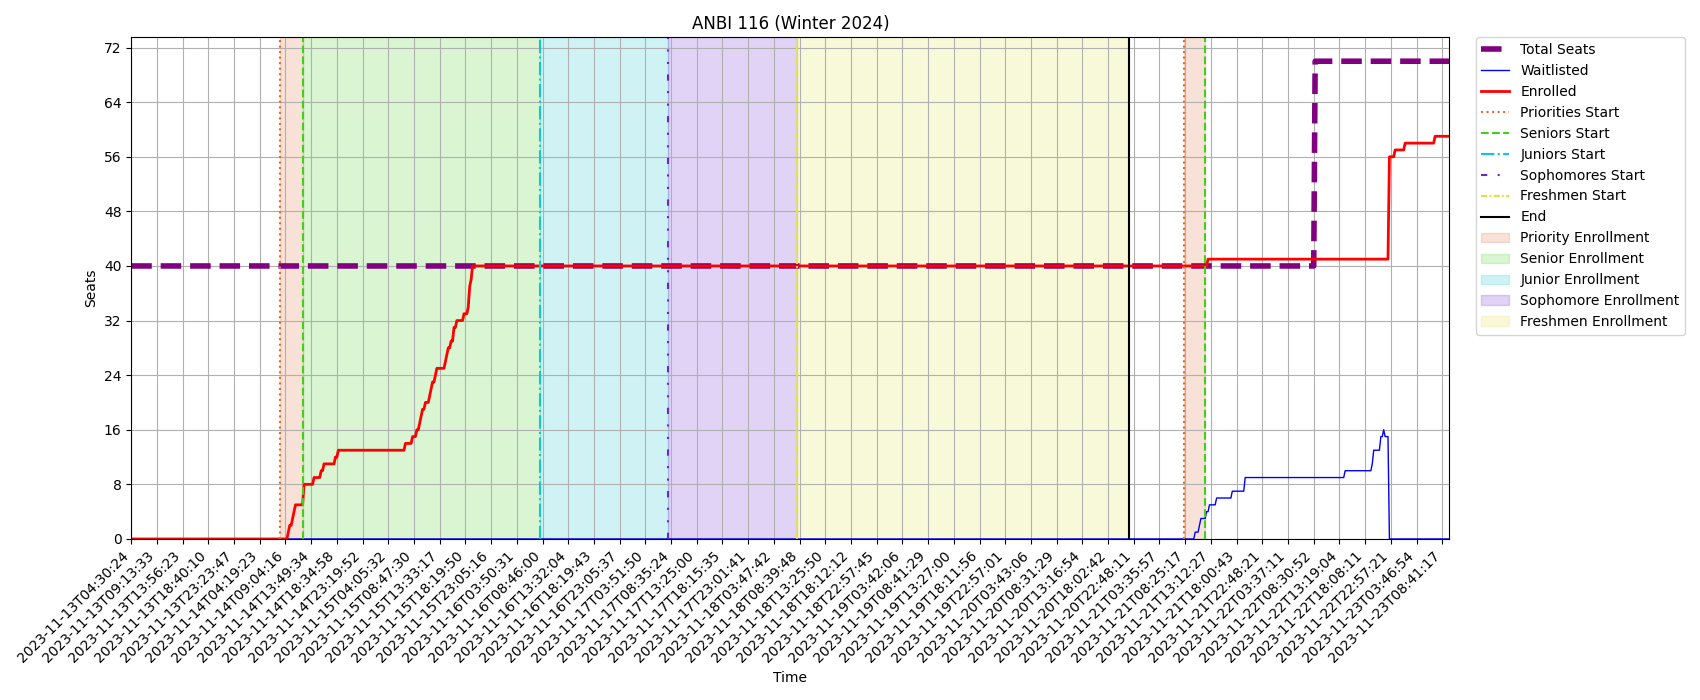 ANBI 116 (Winter 2024)
72
64
56
48
40
32
24
16
8
0
Seats
2023-11-13T04:30:24
2023-11-13T09:13:33
2023-11-13T13:56:23
2023-11-13T18:40:16
2023-11-13T23:23:47
2023-11-14T04:19:23
2023-11-14T09:04:16
2023-11-14T13:49:34
2023-11-14T18:34:58
2023-11-14T23:19:52
2023-11-15T04:05:32
2023-11-15T08:47:30
2023-11-15T13:33:17
2023-11-15T18:19:50
2023-11-15T23:05:16
2023-11-16T03:50:31
2023-11-16T08:46:00
2023-11-16T13:32:04
2023-11-16T18:19:43
2023-11-16T23:05:37
2023-11-17T03:51:50
2023-11-17T08:35:24
2023-11-17T13:25:00
2023-11-17T18:15:35
2023-11-17T23:01:41
2023-11-18T03:47:42
2023-11-18T08:39:48
2023-11-18T13:25:50
2023-11-18T18:12:12
2023-11-18T22:57:45
2023-11-19T03:42:06
2023-11-19T08:41:29
2023-11-19T13:27:00
2023-11-19T18:11:56
2023-11-19T22:57:01
2023-11-20T03:43:06
2023-11-20T08:31:29
2023-11-20T13:16:54
2023-11-20T18:02:42
2023-11-20T22:48:11
2023-11-21T03:35:57
2023-11-21T08:25:17
2023-11-21T13:12:27
2023-11-21T18:00:43
2023-11-21T22:48:21
2023-11-22T03:37:11
2023-11-22T08:30:52
2023-11-22T13:19:04
2023-11-22T18:08:11
2023-11-22T22:57:21
2023-11-23T03:46:54
2023-11-23T08:41:17
Time
Total Seats
Waitlisted
Enrolled
Priorities Start
Seniors Start
Juniors Start
Sophomores Start
Freshmen Start
End
Priority Enrollment
Senior Enrollment
Junior Enrollment
Sophomore Enrollment
Freshmen Enrollment